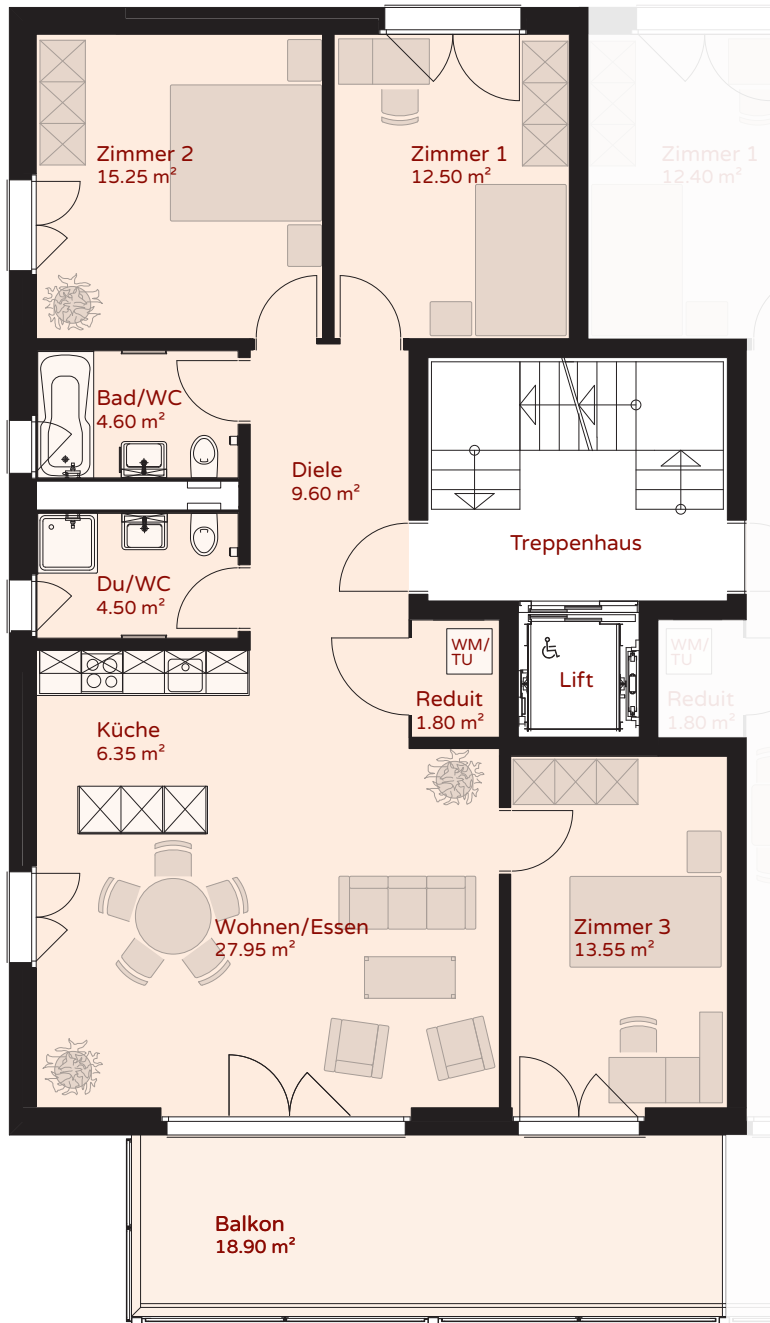 Zimmer 2
15.25 m²
Zimmer 1
12.50 m²
Zimmer 1
12.40 m²
Bad/WC
4.60 m²
Diele
9.60 m²
Treppenhaus
Du/WC
4.50 m²
WM/
TU
Reduit
1.80 m²
Lift
WM/
TU
Reduit
1.80 m²
Küche
6.35 m²
Wohnen/Essen
27.95 m²
Zimmer 3
13.55 m²
Balkon
18.90 m²